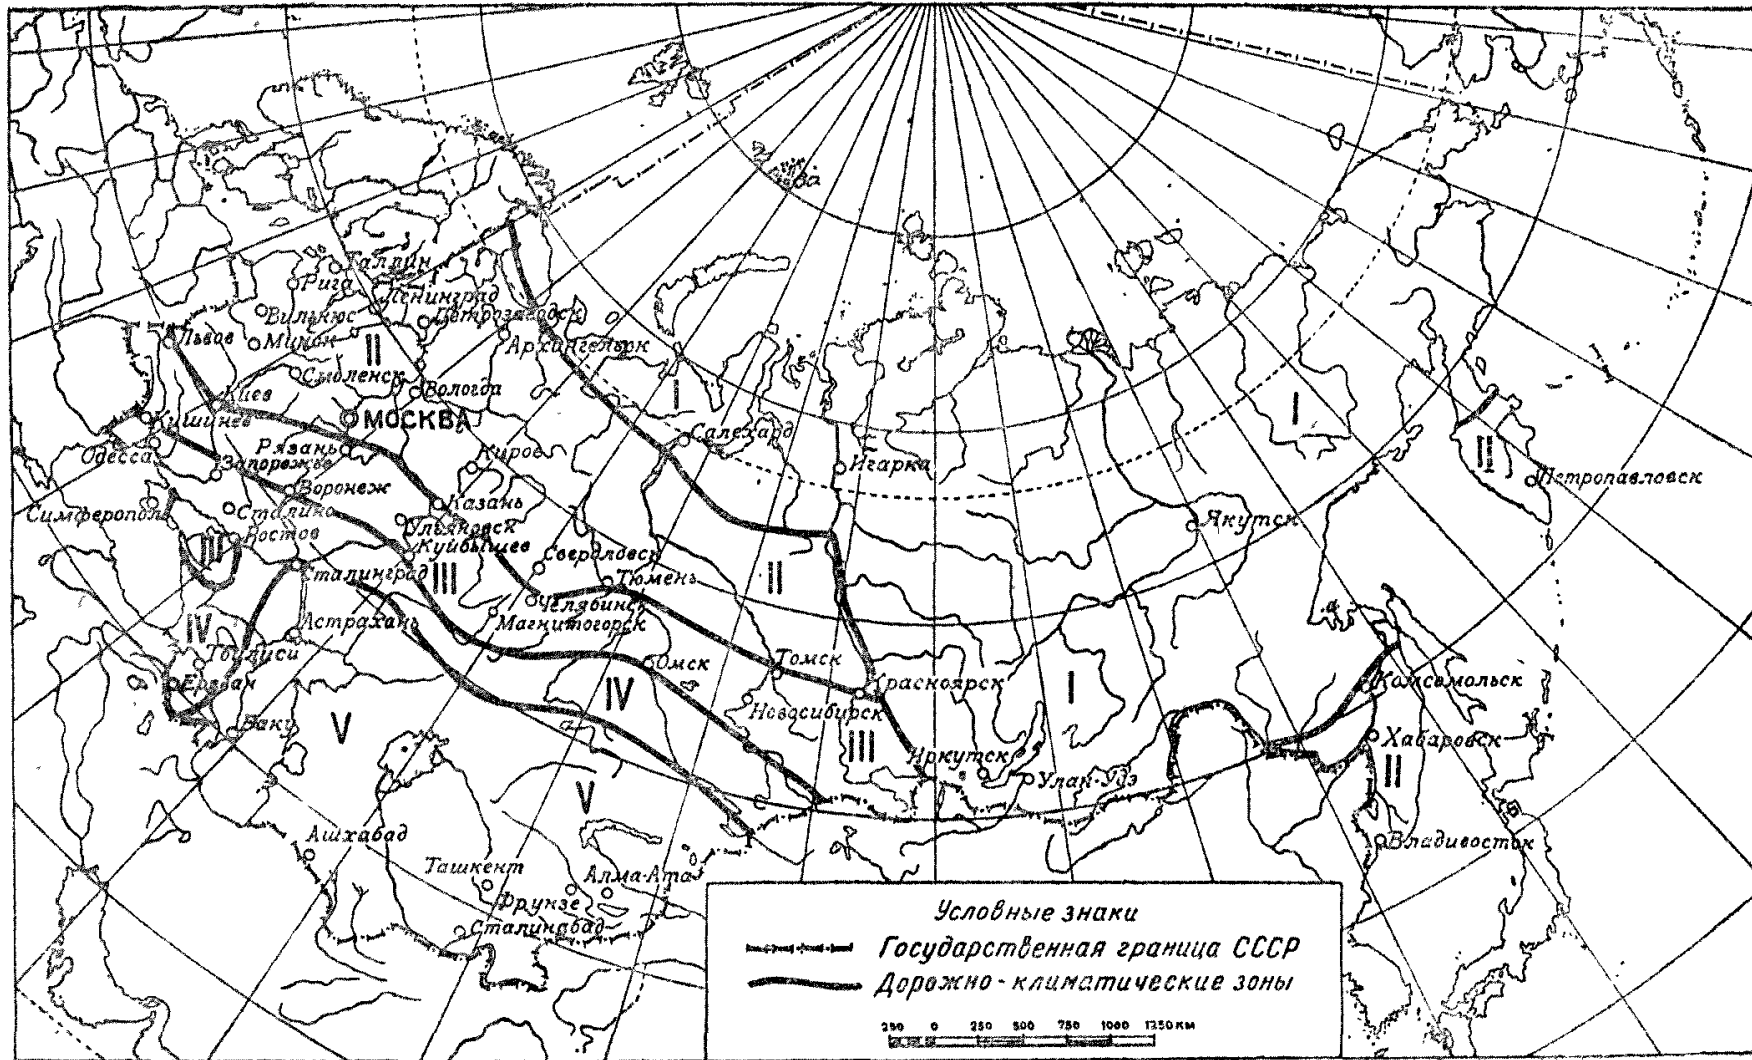 Таллин
Рига
Ленинград
Вильнюс
Петрозаводск
Львов
Минск
II
Архангельск
Смоленск
Вологда
I
I
Киев
МОСКВА
Кишинев
Салехард
Одесса
Рязань
Запорожье
Киров
Игарка
II
Петропавловск
Воронеж
Казань
Симферополь
Сталино
Ульяновск
Якутск
Ростов
Куйбышев
III
Свердловск
Сталинград
III
Тюмень
II
Челябинск
Астрахань
Магнитогорск
IV
Тбилиси
Омск
Томск
Ереван
IV
Красноярск
I
Комсомольск
Новосибирск
Баку
V
III
Иркутск
Хабаровск
Улан-Удэ
II
V
Ашхабад
Владивосток
Ташкент
Алма-Ата
Фрунзе
Сталинабад
Условные знаки
Государственная граница СССР
Дорожно-климатические зоны
250 0 250 500 750 1000 1250 км